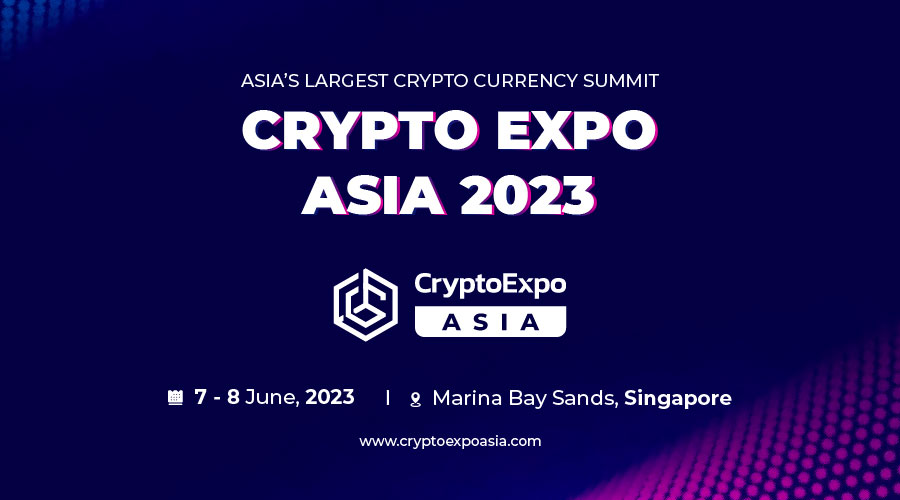 ASIA'S LARGEST CRYPTO CURRENCY SUMMIT
CRYPTO EXPO
ASIA 2023
CryptoExpo
ASIA
7 - 8 June, 2023 | Marina Bay Sands, Singapore
www.cryptoexpoasia.com